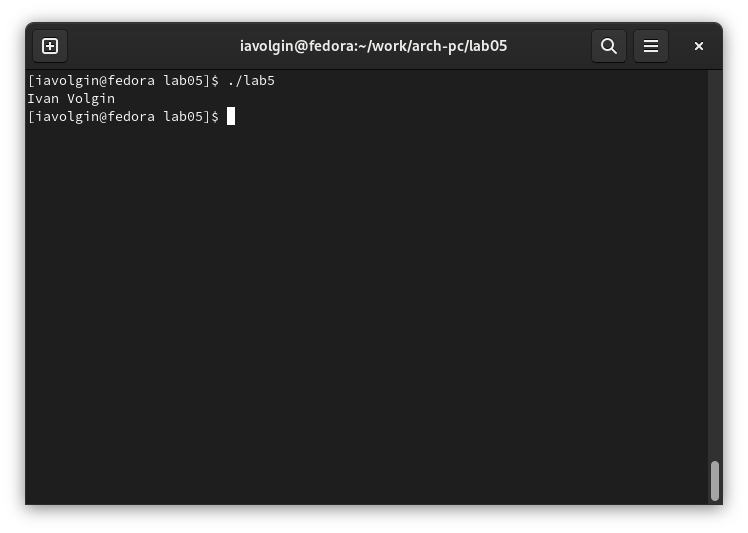 iavolgin@fedora:~/work/arch-pc/lab05
[iavolgin@fedora lab05]$ ./lab5
Ivan Volgin
[iavolgin@fedora lab05]$